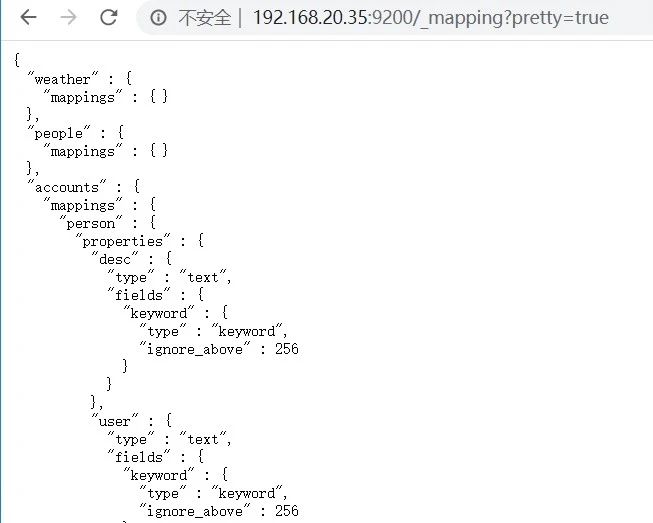 不安全 | 192.168.20.35:9200/_mapping?pretty=true
{
  "weather" : {
    "mappings" : { }
  },
  "people" : {
    "mappings" : { }
  },
  "accounts" : {
    "mappings" : {
      "person" : {
        "properties" : {
          "desc" : {
            "type" : "text",
            "fields" : {
              "keyword" : {
                "type" : "keyword",
                "ignore_above" : 256
              }
            }
          },
          "user" : {
            "type" : "text",
            "fields" : {
              "keyword" : {
                "type" : "keyword",
                "ignore_above" : 256